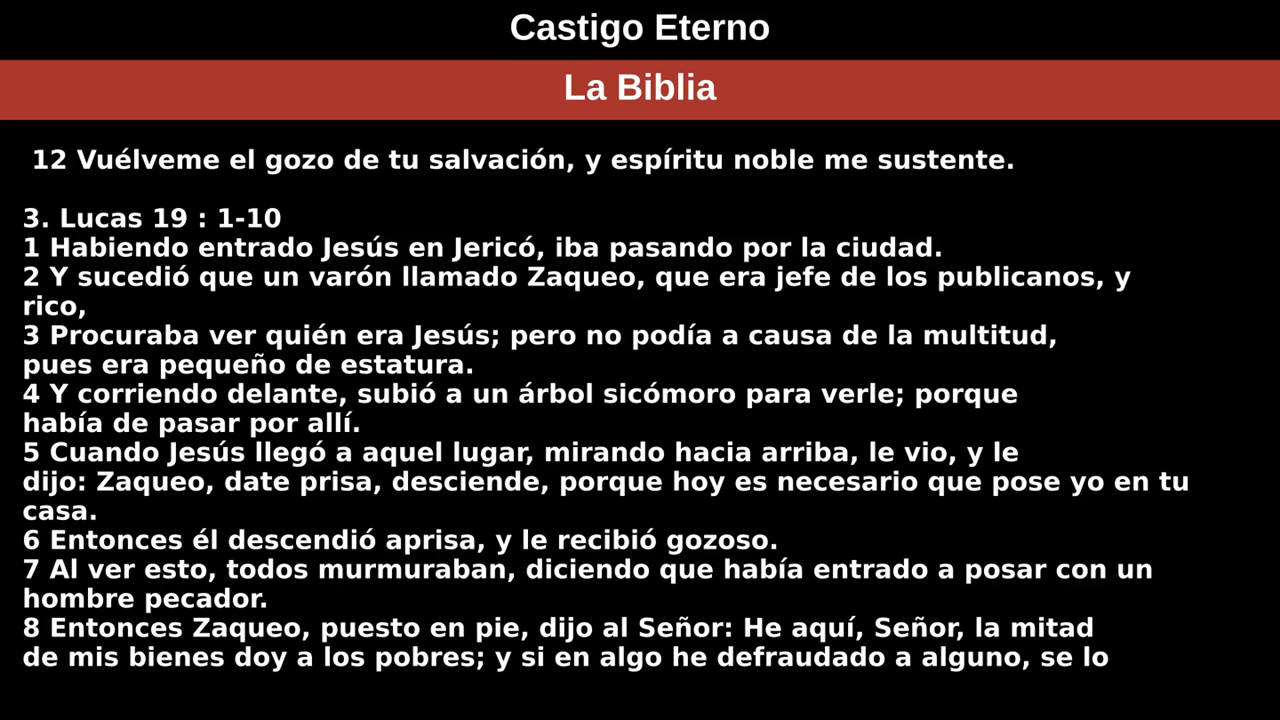 Castigo Eterno
La Biblia
12 Vuélveme el gozo de tu salvación, y espíritu noble me sustente.
3. Lucas 19 : 1-10
1 Habiendo entrado Jesús en Jericó, iba pasando por la ciudad.
2 Y sucedió que un varón llamado Zaqueo, que era jefe de los publicanos, y
rico,
3 Procuraba ver quién era Jesús; pero no podía a causa de la multitud,
pues era pequeño de estatura.
4 Y corriendo delante, subió a un árbol sicómoro para verle; porque
había de pasar por allí.
5 Cuando Jesús llegó a aquel lugar, mirando hacia arriba, le vio, y le
dijo: Zaqueo, date prisa, desciende, porque hoy es necesario que pose yo en tu
casa.
6 Entonces él descendió aprisa, y le recibió gozoso.
7 Al ver esto, todos murmuraban, diciendo que había entrado a posar con un
hombre pecador.
8 Entonces Zaqueo, puesto en pie, dijo al Señor: He aquí, Señor, la mitad
de mis bienes doy a los pobres; y si en algo he defraudado a alguno, se lo